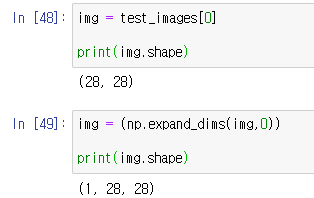 In [48]: img = test_images[0]
print(img.shape)
(28, 28)
In [49]: img = (np.expand_dims(img,0))
print(img.shape)
(1, 28, 28)